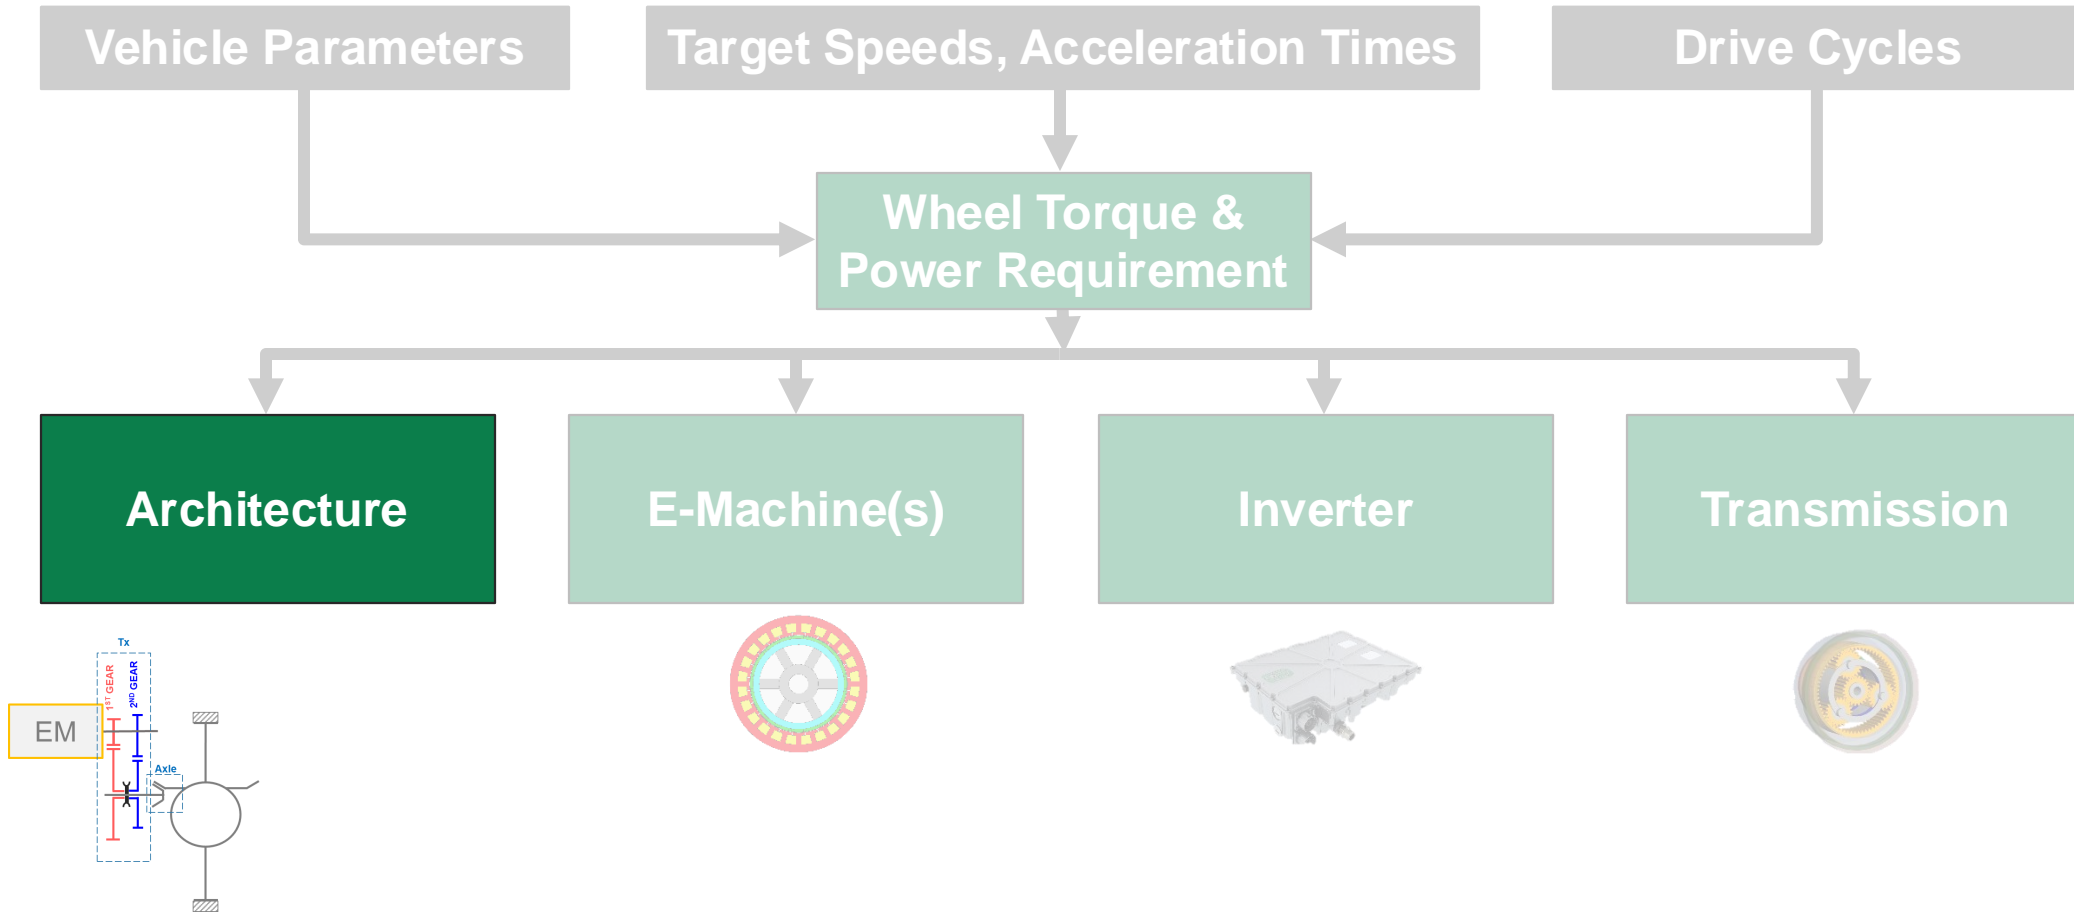 Vehicle Parameters
Target Speeds, Acceleration Times
Drive Cycles
Wheel Torque &
Power Requirement
Architecture
E-Machine(s)
Inverter
Transmission
Tx
1ST GEAR
2ND GEAR
EM
Axle